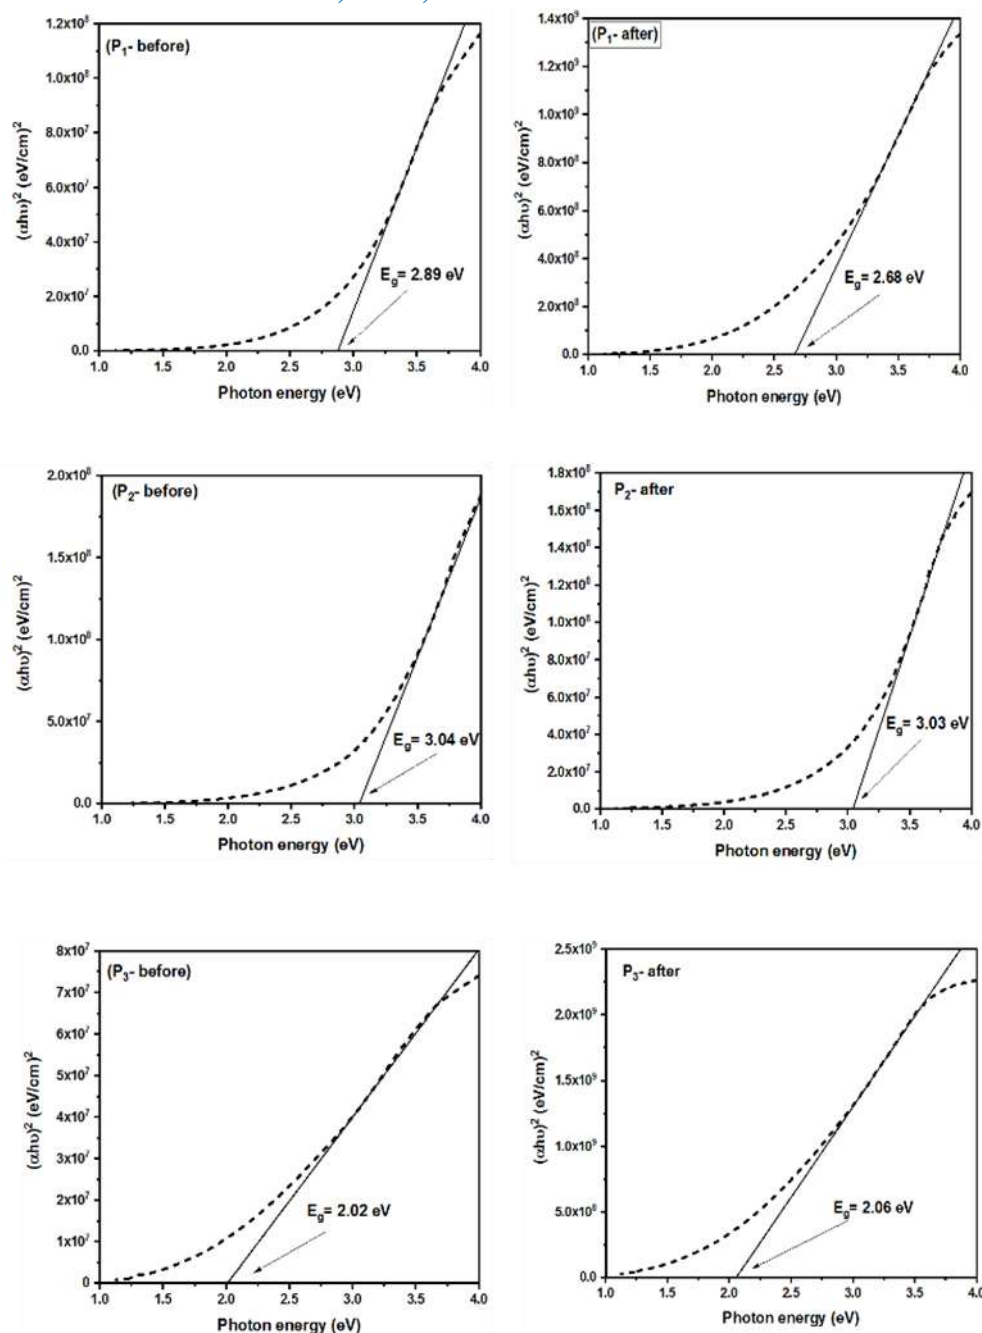 (P₁- before)
(αhυ)² (eV/cm)²
1.2x10⁸
1.0x10⁸
8.0x10⁷
6.0x10⁷
4.0x10⁷
2.0x10⁷
0.0
E_g= 2.89 eV
1.0 1.5 2.0 2.5 3.0 3.5 4.0
Photon energy (eV)
(P₁- after)
(αhυ)² (eV/cm)²
1.4x10⁹
1.2x10⁹
1.4x10⁹
1.0x10⁹
8.0x10⁸
6.0x10⁸
4.0x10⁸
2.0x10⁸
0.0
E_g= 2.68 eV
1.0 1.5 2.0 2.5 3.0 3.5 4.0
Photon energy (eV)
(P₂- before)
(αhυ)² (eV/cm)²
2.0x10⁸
1.5x10⁸
1.0x10⁸
5.0x10⁷
0.0
E_g= 3.04 eV
1.0 1.5 2.0 2.5 3.0 3.5 4.0
Photon energy (eV)
P₂- after
(αhυ)² (eV/cm)²
1.8x10⁸
1.6x10⁸
1.4x10⁸
1.2x10⁸
1.0x10⁸
8.0x10⁷
6.0x10⁷
4.0x10⁷
2.0x10⁷
0.0
E_g= 3.03 eV
1.0 1.5 2.0 2.5 3.0 3.5 4.0
Photon energy (eV)
(P₃- before)
(αhυ)² (eV/cm)²
8x10⁷
7x10⁷
6x10⁷
5x10⁷
4x10⁷
3x10⁷
2x10⁷
1x10⁷
0
E_g= 2.02 eV
1.0 1.5 2.0 2.5 3.0 3.5 4.0
Photon energy (eV)
P₃- after
(αhυ)² (eV/cm)²
2.5x10⁹
2.0x10⁹
1.5x10⁹
1.0x10⁹
5.0x10⁸
0.0
E_g= 2.06 eV
1.0 1.5 2.0 2.5 3.0 3.5 4.0
Photon energy (eV)